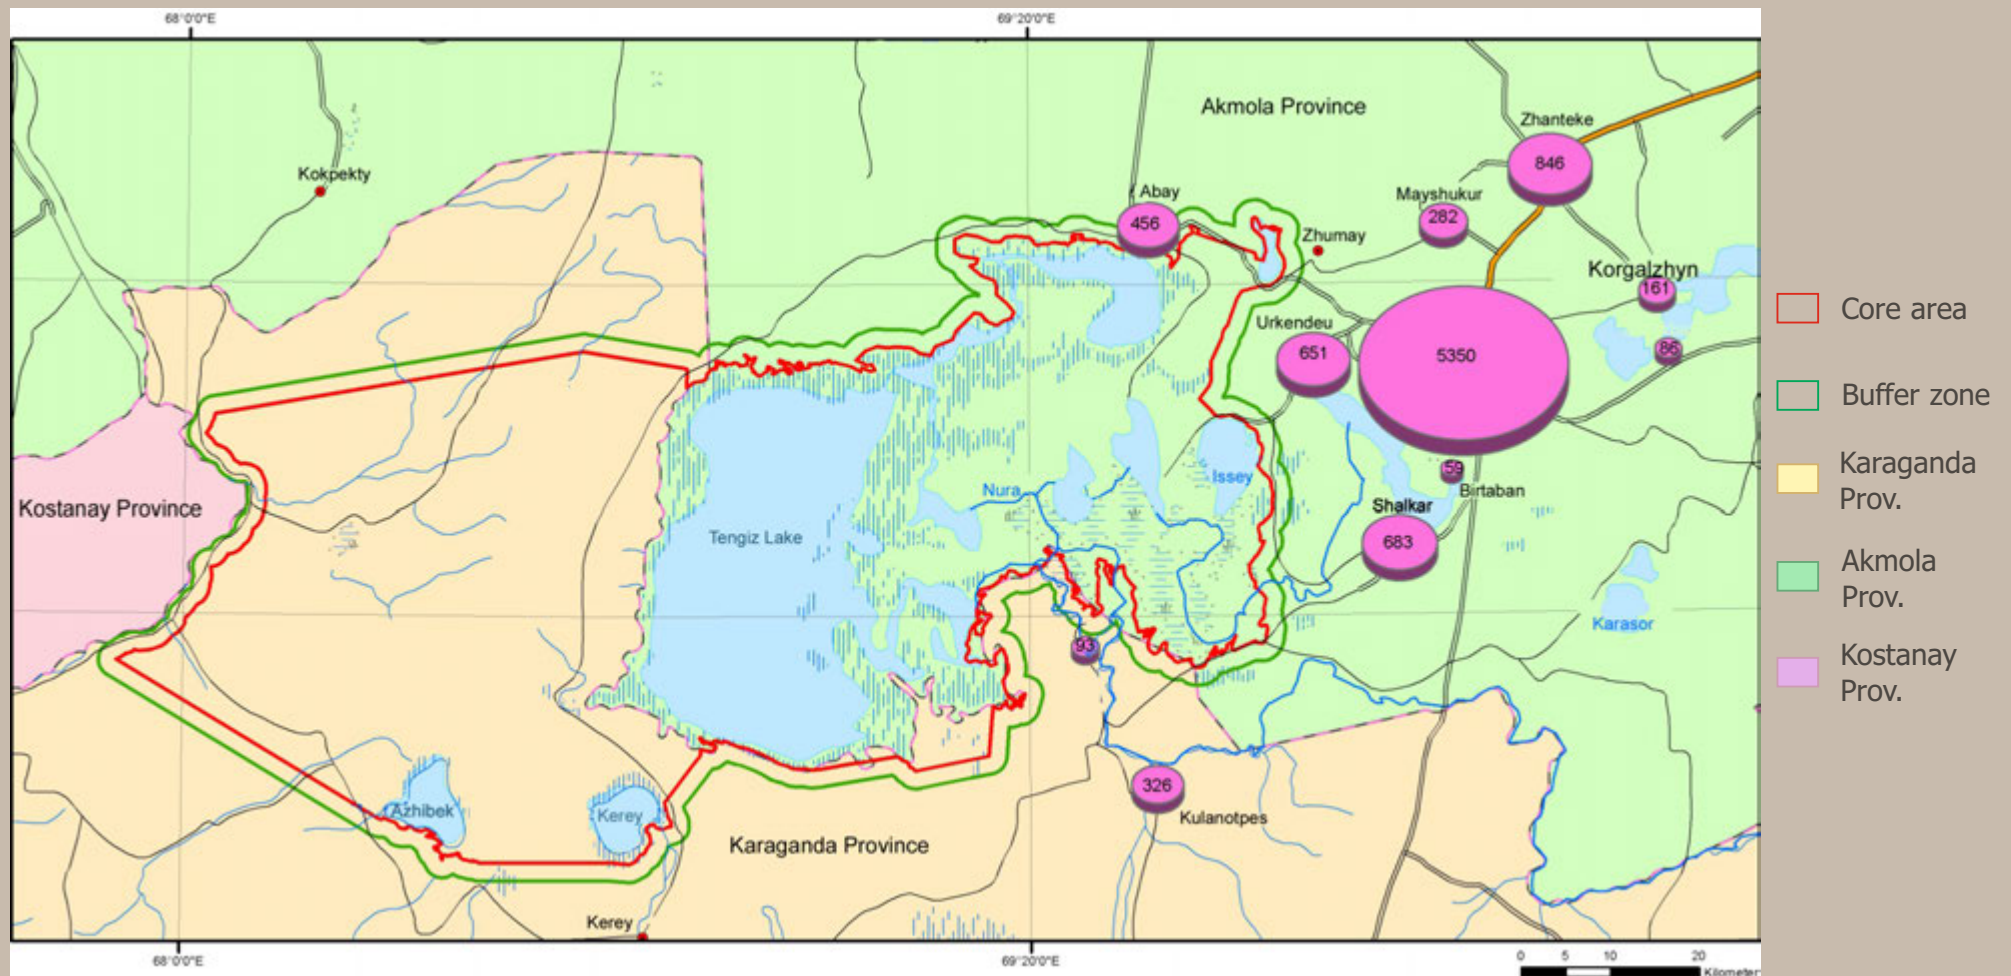 68°0'0"E
69°20'0"E
Akmola Province
Zhanteke
846
Kokpekty
Abay
456
Mayshukur
282
Zhumay
Korgalzhyn
161
Urkendeu
651
5350
86
Core area
Buffer zone
Karaganda
Prov.
Akmola
Prov.
Kostanay
Prov.
Kostanay Province
Nura
Issey
59
Birtaban
Shalkar
683
Tengiz Lake
Karasor
93
326
Kulanotpes
Azhibek
Kerey
Karaganda Province
Kerey
68°0'0"E
69°20'0"E
0 5 10 20
Kilometer